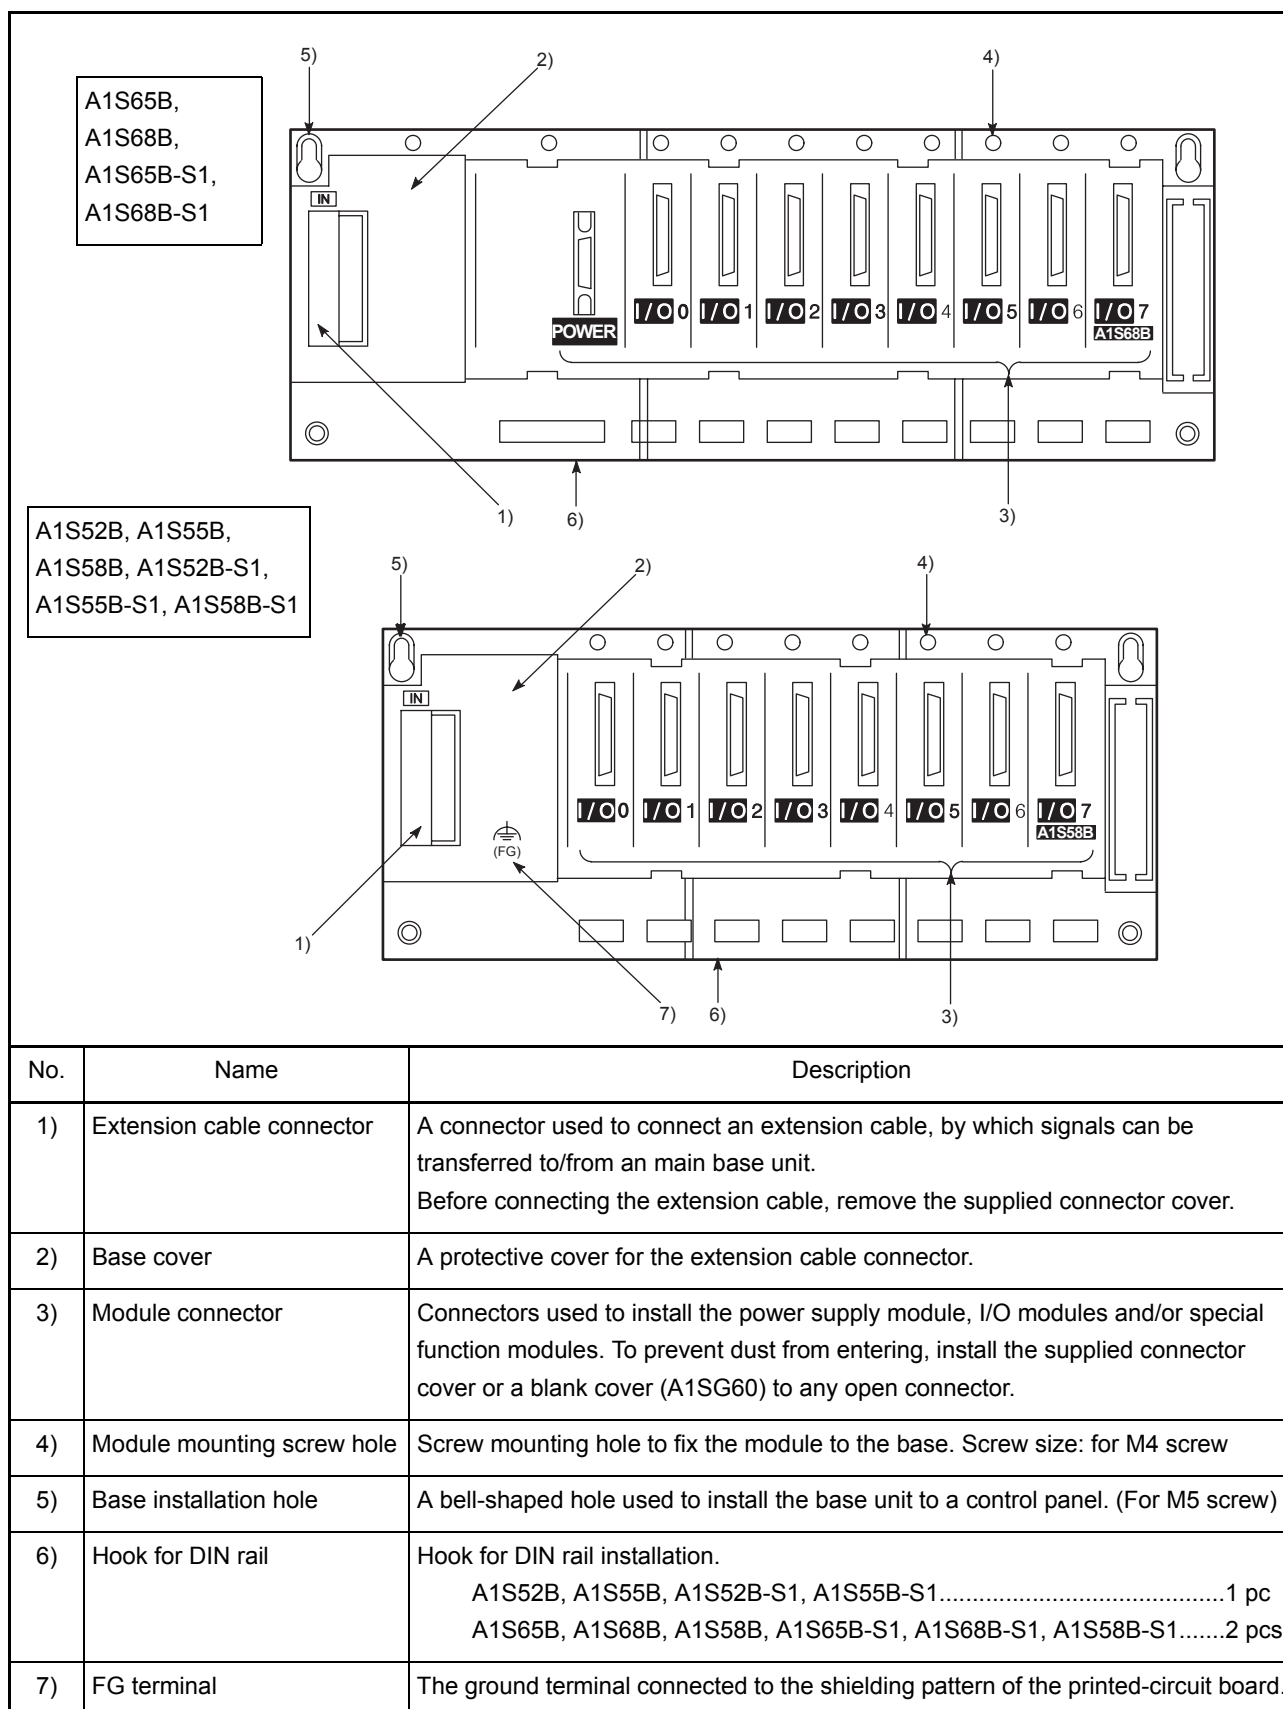 5)
2)
4)
A1S65B,
A1S68B,
A1S65B-S1,
A1S68B-S1
IN
POWER
I/O 0 I/O 1 I/O 2 I/O 3 I/O 4 I/O 5 I/O 6 I/O 7
A1S68B
1)
6)
3)
A1S52B, A1S55B,
A1S58B, A1S52B-S1,
A1S55B-S1, A1S58B-S1
5)
2)
4)
IN
I/O 0 I/O 1 I/O 2 I/O 3 I/O 4 I/O 5 I/O 6 I/O 7
A1S58B
(FG)
1)
7)
6)
3)
No. Name Description
1) Extension cable connector A connector used to connect an extension cable, by which signals can be
transferred to/from an main base unit.
Before connecting the extension cable, remove the supplied connector cover.
2) Base cover A protective cover for the extension cable connector.
3) Module connector Connectors used to install the power supply module, I/O modules and/or special
function modules. To prevent dust from entering, install the supplied connector
cover or a blank cover (A1SG60) to any open connector.
4) Module mounting screw hole Screw mounting hole to fix the module to the base. Screw size: for M4 screw
5) Base installation hole A bell-shaped hole used to install the base unit to a control panel. (For M5 screw)
6) Hook for DIN rail Hook for DIN rail installation.
A1S52B, A1S55B, A1S52B-S1, A1S55B-S1...........................................1 pc
A1S65B, A1S68B, A1S58B, A1S65B-S1, A1S68B-S1, A1S58B-S1.......2 pcs
7) FG terminal The ground terminal connected to the shielding pattern of the printed-circuit board.